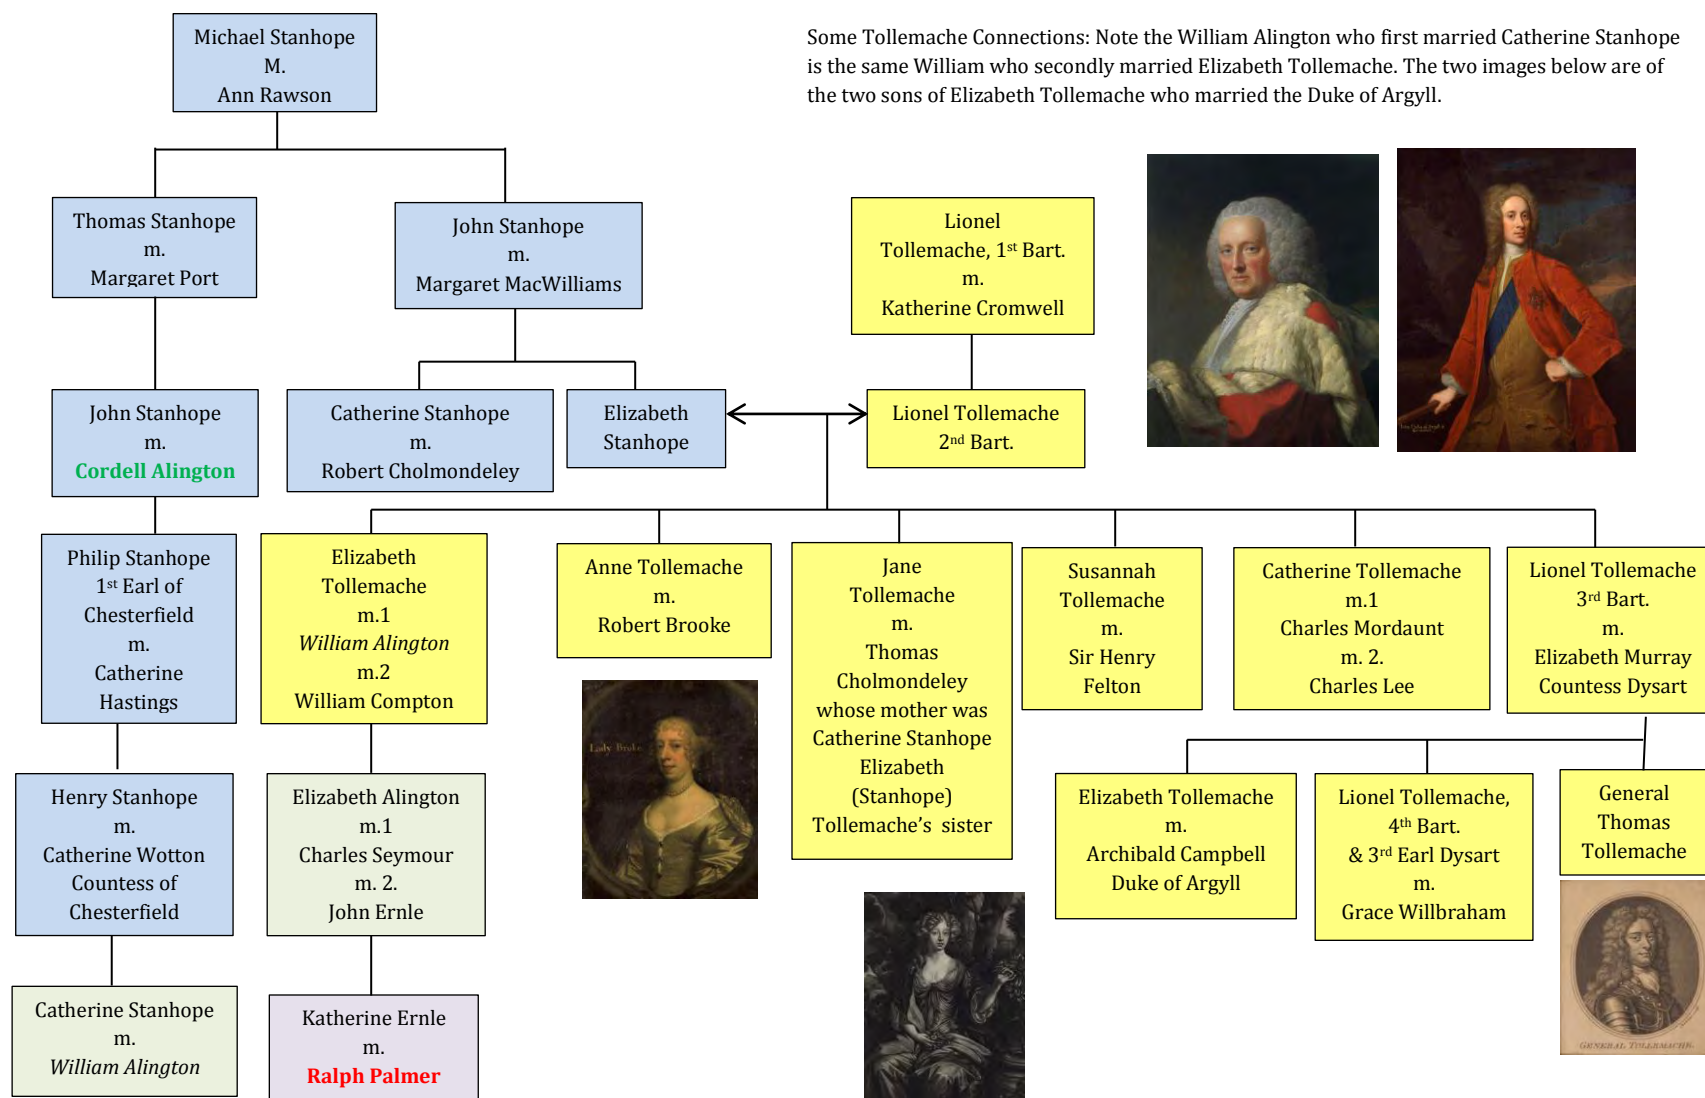 Michael Stanhope
M.
Ann Rawson
Some Tollemache Connections: Note the William Alington who first married Catherine Stanhope
is the same William who secondly married Elizabeth Tollemache. The two images below are of
the two sons of Elizabeth Tollemache who married the Duke of Argyll.
Thomas Stanhope
m.
Margaret Port
John Stanhope
m.
Margaret MacWilliams
Lionel
Tollemache, 1st Bart.
m.
Katherine Cromwell
John Stanhope
m.
Cordell Alington
Catherine Stanhope
m.
Robert Cholmondeley
Elizabeth
Stanhope
Lionel Tollemache
2nd Bart.
Philip Stanhope
1st Earl of
Chesterfield
m.
Catherine
Hastings
Elizabeth
Tollemache
m.1
William Alington
m.2
William Compton
Anne Tollemache
m.
Robert Brooke
Jane
Tollemache
m.
Thomas
Cholmondeley
whose mother was
Catherine Stanhope
Elizabeth
(Stanhope)
Tollemache's sister
Susannah
Tollemache
m.
Sir Henry
Felton
Catherine Tollemache
m.1
Charles Mordaunt
m. 2.
Charles Lee
Lionel Tollemache
3rd Bart.
m.
Elizabeth Murray
Countess Dysart
Lady Broke
Henry Stanhope
m.
Catherine Wotton
Countess of
Chesterfield
Elizabeth Alington
m.1
Charles Seymour
m. 2.
John Ernle
Elizabeth Tollemache
m.
Archibald Campbell
Duke of Argyll
Lionel Tollemache,
4th Bart.
& 3rd Earl Dysart
m.
Grace Willbraham
General
Thomas
Tollemache
Catherine Stanhope
m.
William Alington
Katherine Ernle
m.
Ralph Palmer
GENERAL TOLLEMACHE.